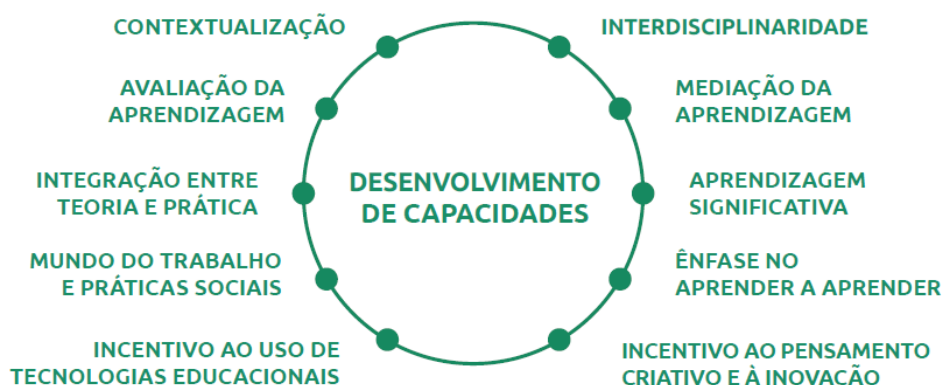 CONTEXTUALIZAÇÃO
INTERDISCIPLINARIDADE
AVALIAÇÃO DA
APRENDIZAGEM
MEDIAÇÃO DA
APRENDIZAGEM
INTEGRAÇÃO ENTRE
TEORIA E PRÁTICA
DESENVOLVIMENTO
DE CAPACIDADES
APRENDIZAGEM
SIGNIFICATIVA
MUNDO DO TRABALHO
E PRÁTICAS SOCIAIS
ÊNFASE NO
APRENDER A APRENDER
INCENTIVO AO USO DE
TECNOLOGIAS EDUCACIONAIS
INCENTIVO AO PENSAMENTO
CRIATIVO E À INOVAÇÃO